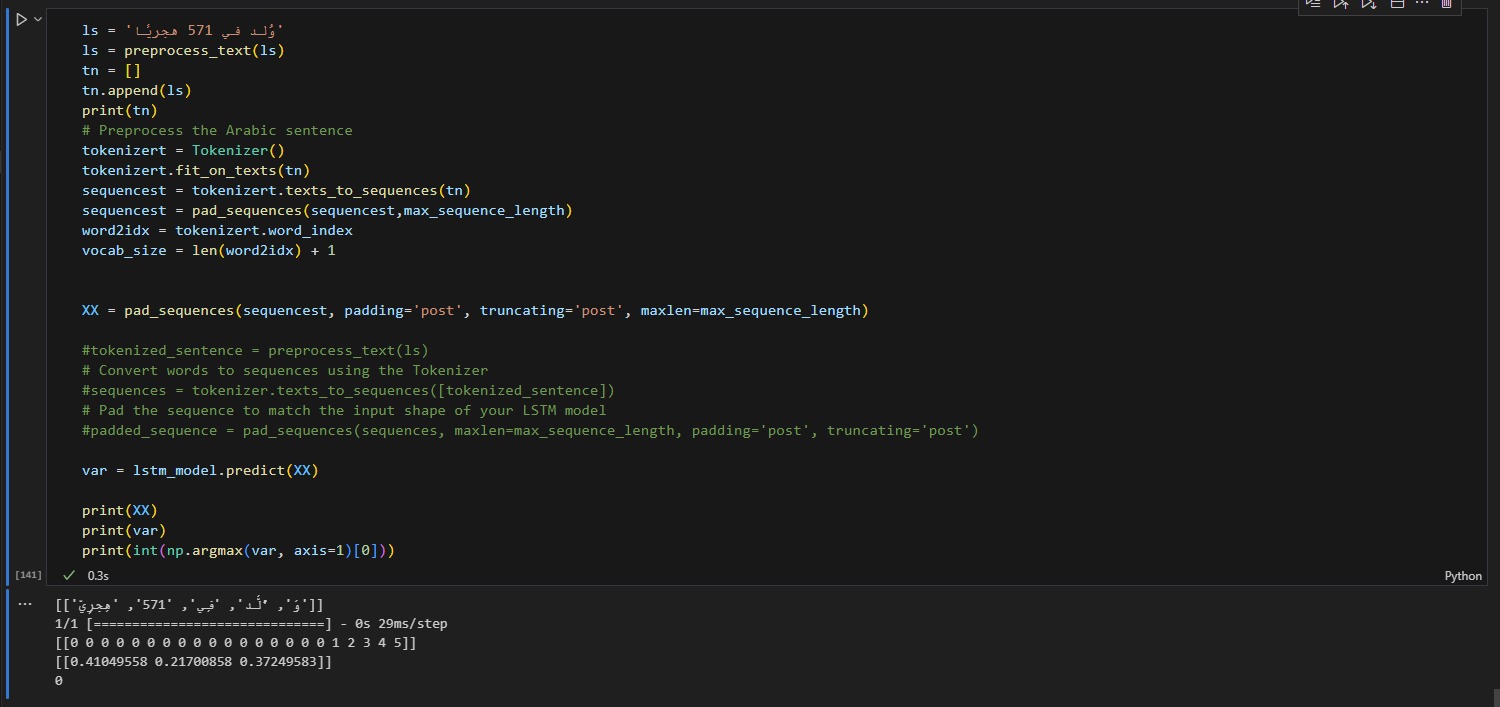 ls = 'وُلد في 571 هجريًا'
ls = preprocess_text(ls)
tn = []
tn.append(ls)
print(tn)
# Preprocess the Arabic sentence
tokenizert = Tokenizer()
tokenizert.fit_on_texts(tn)
sequencest = tokenizert.texts_to_sequences(tn)
sequencest = pad_sequences(sequencest,max_sequence_length)
word2idx = tokenizert.word_index
vocab_size = len(word2idx) + 1
XX = pad_sequences(sequencest, padding='post', truncating='post', maxlen=max_sequence_length)
#tokenized_sentence = preprocess_text(ls)
# Convert words to sequences using the Tokenizer
#sequences = tokenizer.texts_to_sequences([tokenized_sentence])
# Pad the sequence to match the input shape of your LSTM model
#padded_sequence = pad_sequences(sequences, maxlen=max_sequence_length, padding='post', truncating='post')
var = lstm_model.predict(XX)
print(XX)
print(var)
print(int(np.argmax(var, axis=1)[0]))
[141] 0.3s Python
[['وَ', 'لَّد', 'فِي', '571', 'هِجرِيّ']]
1/1 [==============================] - 0s 29ms/step
[[0 0 0 0 0 0 0 0 0 0 0 0 0 0 0 0 0 1 2 3 4 5]]
[[0.41049558 0.21700858 0.37249583]]
0